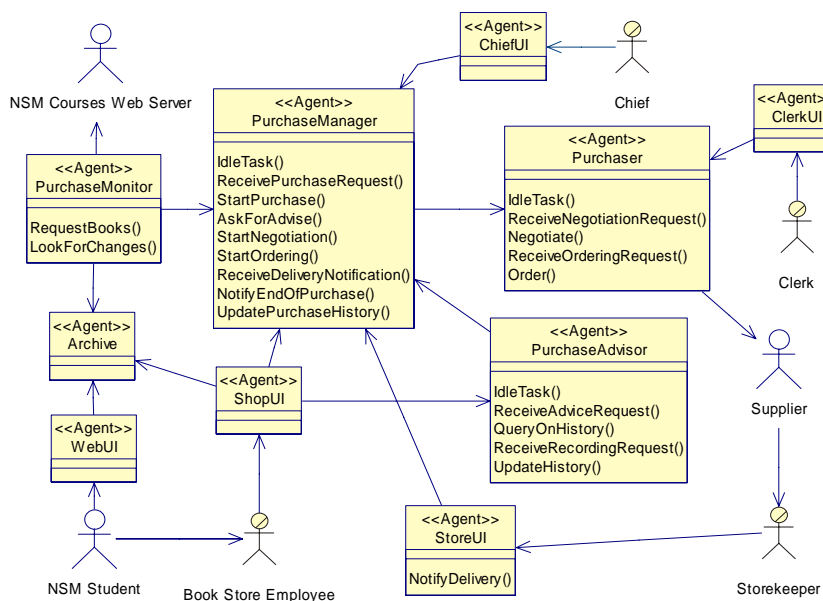 <<Agent>>
ChiefUI
Chief
NSM Courses Web Server
<<Agent>>
PurchaseManager
IdleTask()
ReceivePurchaseRequest()
StartPurchase()
AskForAdvise()
StartNegotiation()
StartOrdering()
ReceiveDeliveryNotification()
NotifyEndOfPurchase()
UpdatePurchaseHistory()
<<Agent>>
ClerkUI
<<Agent>>
Purchaser
IdleTask()
ReceiveNegotiationRequest()
Negotiate()
ReceiveOrderingRequest()
Order()
<<Agent>>
PurchaseMonitor
RequestBooks()
LookForChanges()
Clerk
<<Agent>>
Archive
<<Agent>>
PurchaseAdvisor
IdleTask()
ReceiveAdviceRequest()
QueryOnHistory()
ReceiveRecordingRequest()
UpdateHistory()
<<Agent>>
ShopUI
Supplier
<<Agent>>
WebUI
<<Agent>>
StoreUI
NotifyDelivery()
NSM Student
Book Store Employee
Storekeeper